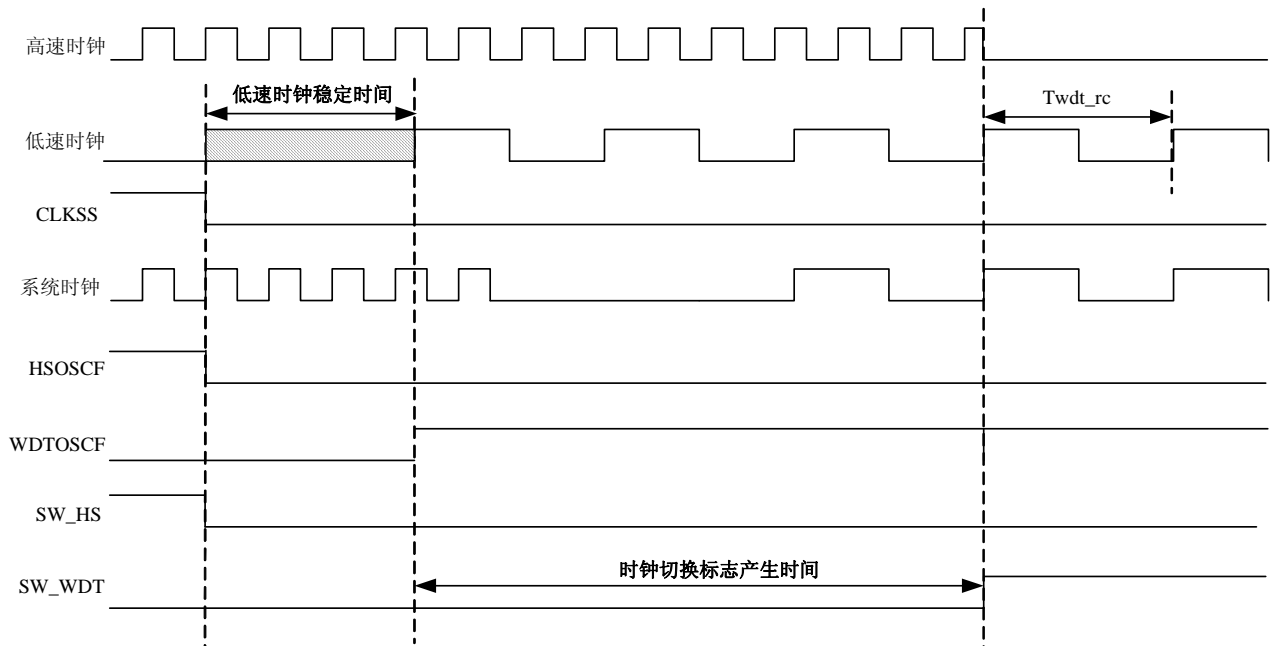 高速时钟
低速时钟稳定时间
Twdt_rc
低速时钟
CLKSS
系统时钟
HSOSCF
WDTOSCF
SW_HS
时钟切换标志产生时间
SW_WDT